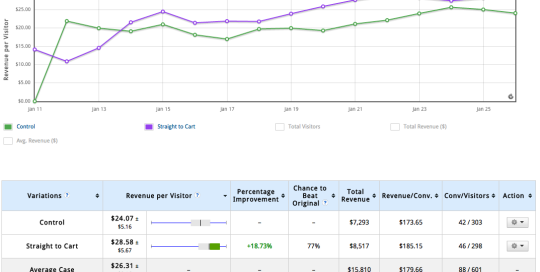 $25.00
$20.00
$15.00
$10.00
$5.00
$0.00
Revenue per Visitor
Jan 11 Jan 13 Jan 15 Jan 17 Jan 19 Jan 21 Jan 23 Jan 25
Control Straight to Cart Total Visitors Total Revenue ($)
Avg. Revenue ($)
Variations ? Revenue per Visitor ? Percentage Improvement Chance to Beat Original Total Revenue Revenue/Conv. Conv/Visitors Action
Control $24.07 ± $5.16 – – $7,293 $173.65 42 / 303
Straight to Cart $28.58 ± $5.67 +18.73% 77% $8,517 $185.15 46 / 298
Average Case $26.31 ± – – – $15,810 $179.66 88 / 601 –